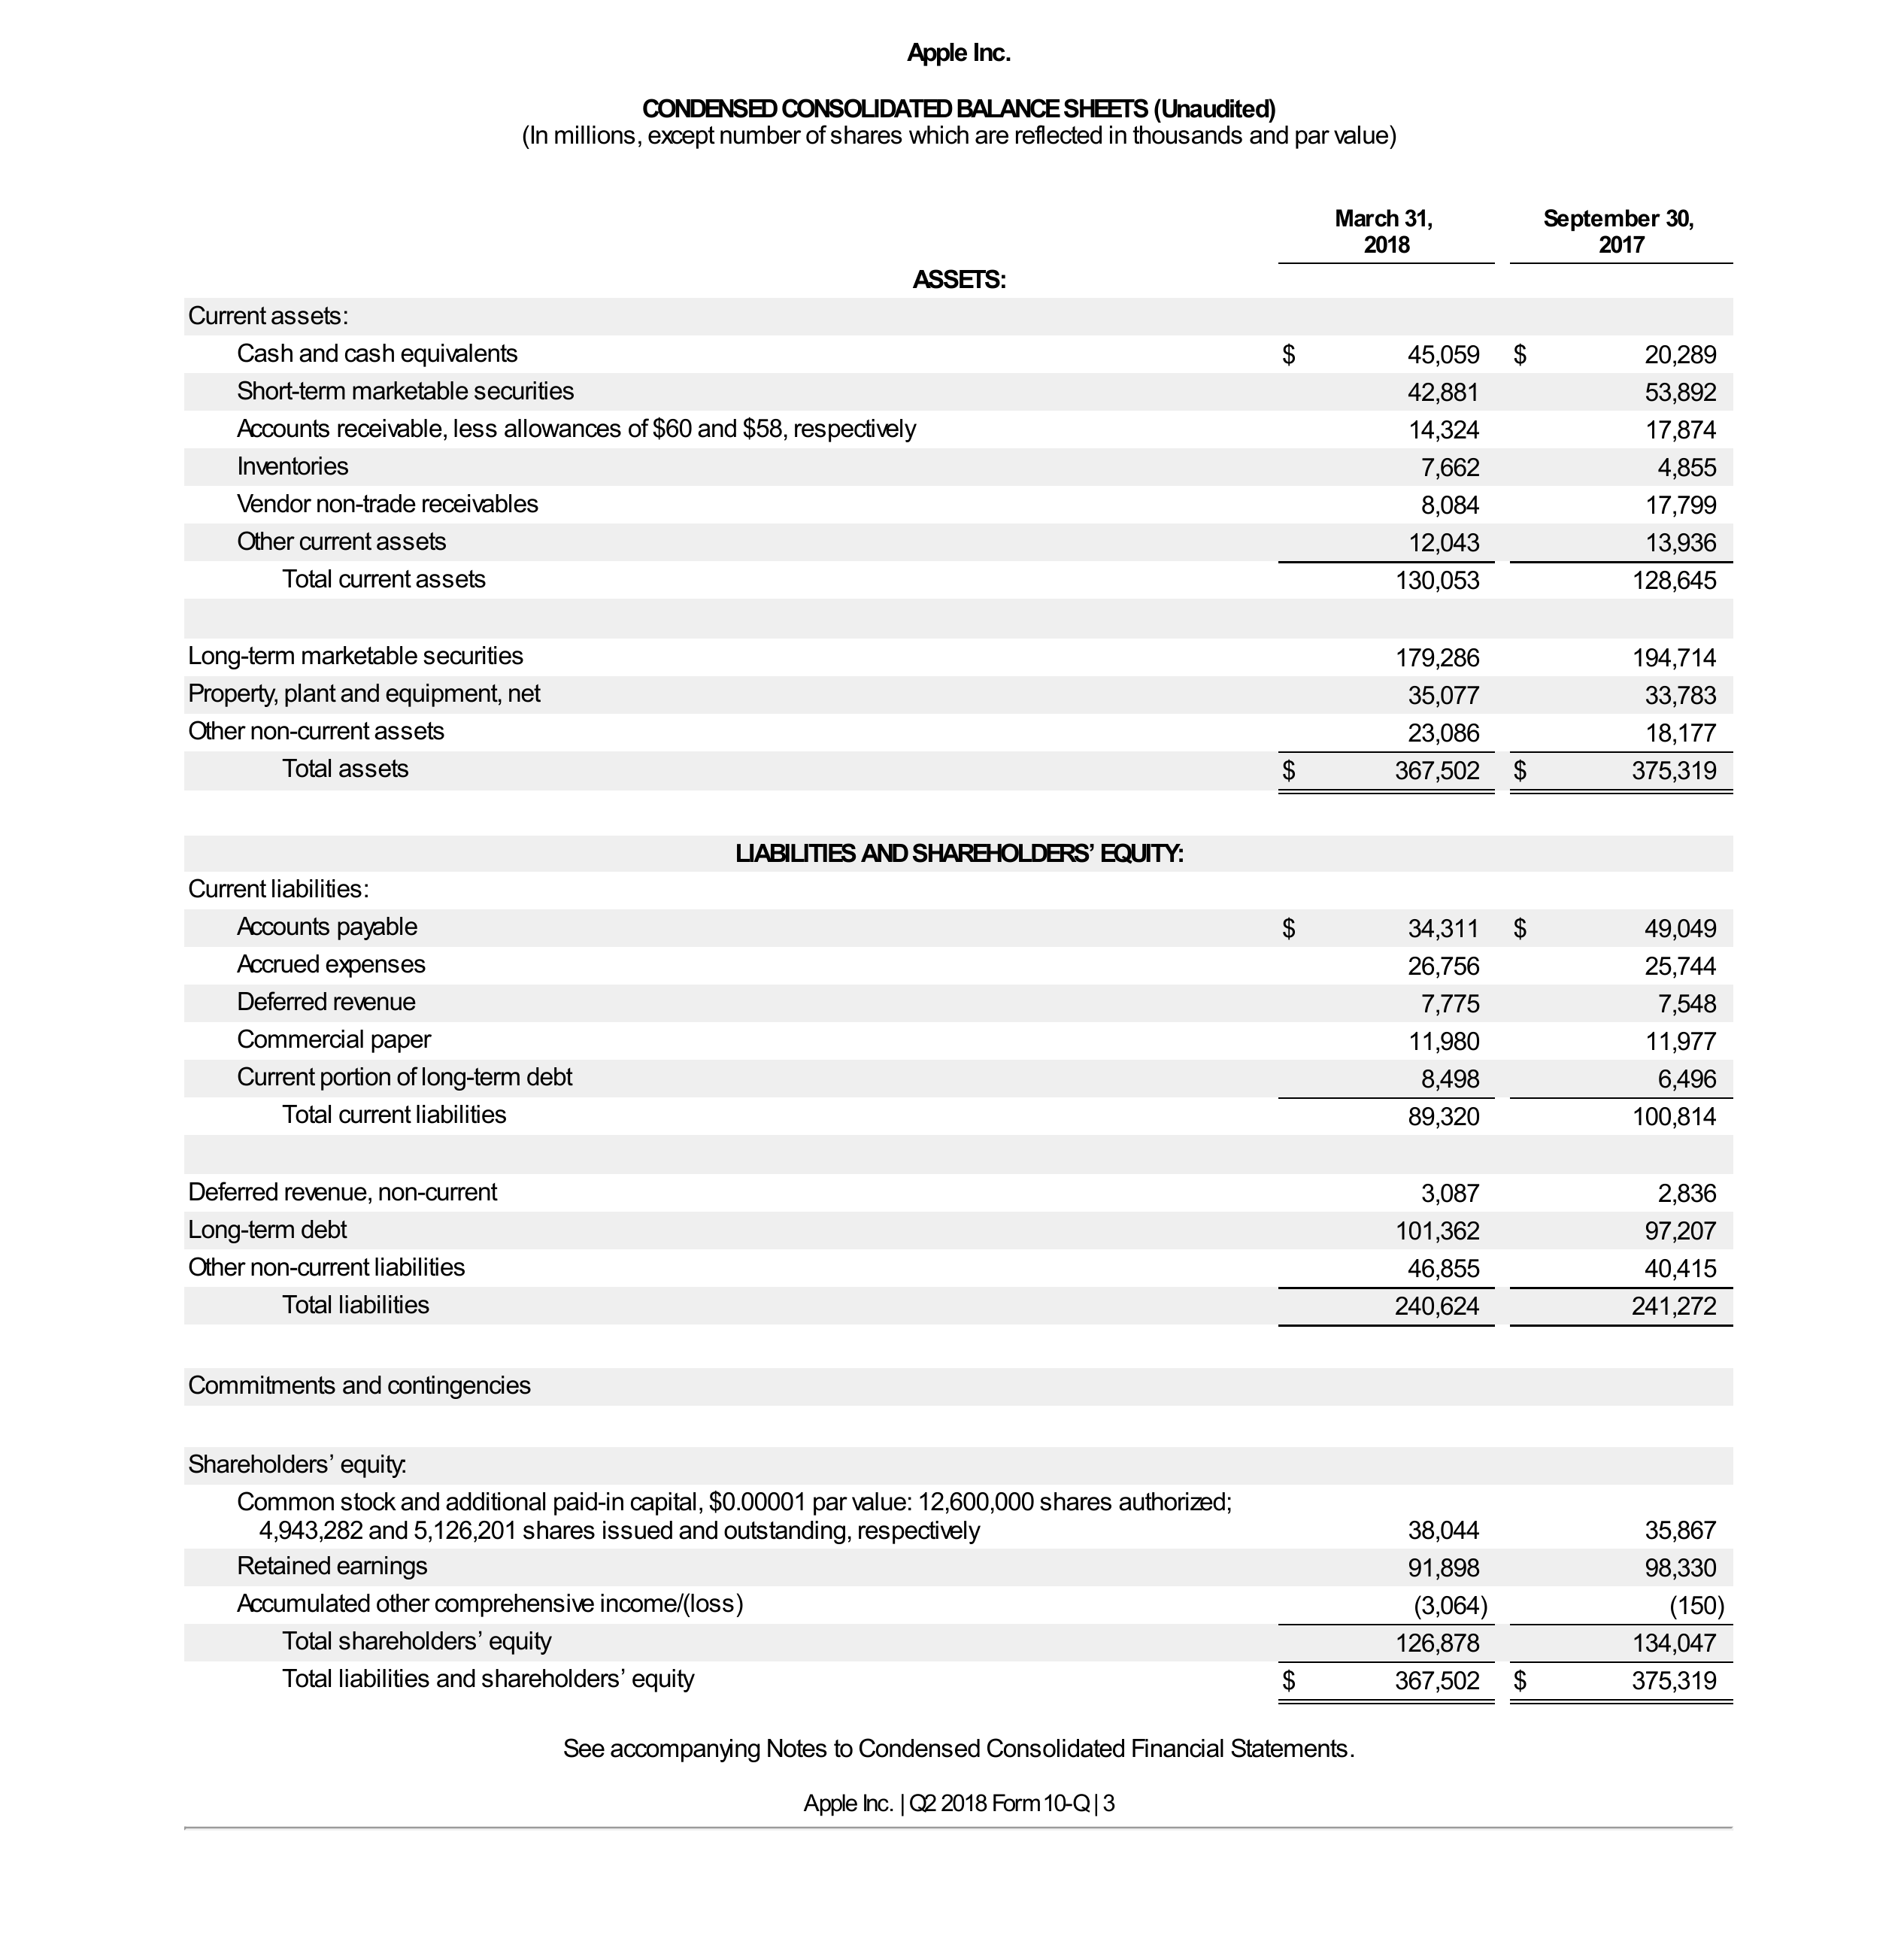 Apple Inc.
CONDENSED CONSOLIDATED BALANCE SHEETS (Unaudited)
(In millions, except number of shares which are reflected in thousands and par value)
March 31, September 30,
2018 2017
ASSETS:
Current assets:
Cash and cash equivalents $ 45,059 $ 20,289
Short-term marketable securities 42,881 53,892
Accounts receivable, less allowances of $60 and $58, respectively 14,324 17,874
Inventories 7,662 4,855
Vendor non-trade receivables 8,084 17,799
Other current assets 12,043 13,936
Total current assets 130,053 128,645
Long-term marketable securities 179,286 194,714
Property, plant and equipment, net 35,077 33,783
Other non-current assets 23,086 18,177
Total assets $ 367,502 $ 375,319
LIABILITIES AND SHAREHOLDERS’ EQUITY:
Current liabilities:
Accounts payable $ 34,311 $ 49,049
Accrued expenses 26,756 25,744
Deferred revenue 7,775 7,548
Commercial paper 11,980 11,977
Current portion of long-term debt 8,498 6,496
Total current liabilities 89,320 100,814
Deferred revenue, non-current 3,087 2,836
Long-term debt 101,362 97,207
Other non-current liabilities 46,855 40,415
Total liabilities 240,624 241,272
Commitments and contingencies
Shareholders’ equity:
Common stock and additional paid-in capital, $0.00001 par value: 12,600,000 shares authorized;
4,943,282 and 5,126,201 shares issued and outstanding, respectively 38,044 35,867
Retained earnings 91,898 98,330
Accumulated other comprehensive income/(loss) (3,064) (150)
Total shareholders’ equity 126,878 134,047
Total liabilities and shareholders’ equity $ 367,502 $ 375,319
See accompanying Notes to Condensed Consolidated Financial Statements.
Apple Inc. | Q2 2018 Form 10-Q | 3